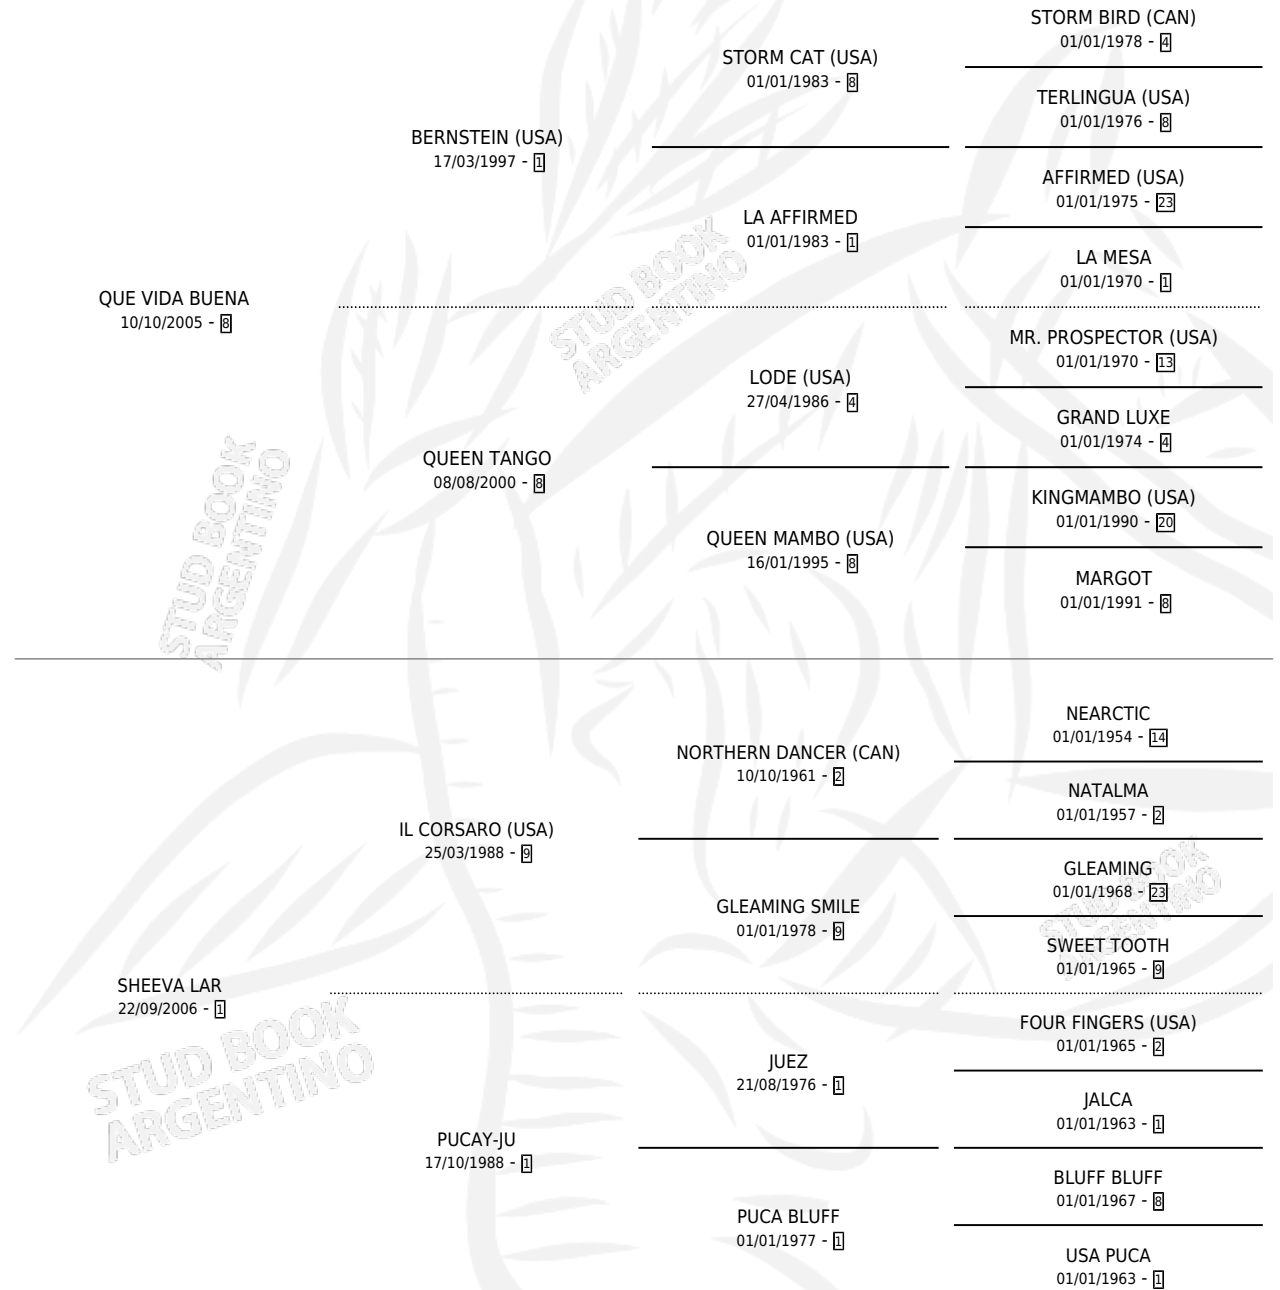 STORM BIRD (CAN)
01/01/1978 - 4
STORM CAT (USA)
01/01/1983 - 8
TERLINGUA (USA)
01/01/1976 - 8
BERNSTEIN (USA)
17/03/1997 - 1
AFFIRMED (USA)
01/01/1975 - 23
LA AFFIRMED
01/01/1983 - 1
LA MESA
01/01/1970 - 1
QUE VIDA BUENA
10/10/2005 - 8
MR. PROSPECTOR (USA)
01/01/1970 - 13
LODE (USA)
27/04/1986 - 4
GRAND LUXE
01/01/1974 - 4
QUEEN TANGO
08/08/2000 - 8
KINGMAMBO (USA)
01/01/1990 - 20
QUEEN MAMBO (USA)
16/01/1995 - 8
MARGOT
01/01/1991 - 8
NEARCTIC
01/01/1954 - 14
NORTHERN DANCER (CAN)
10/10/1961 - 2
NATALMA
01/01/1957 - 2
IL CORSARO (USA)
25/03/1988 - 9
GLEAMING
01/01/1968 - 23
GLEAMING SMILE
01/01/1978 - 9
SWEET TOOTH
01/01/1965 - 9
SHEEVA LAR
22/09/2006 - 1
FOUR FINGERS (USA)
01/01/1965 - 2
JUEZ
21/08/1976 - 1
JALCA
01/01/1963 - 1
PUCAY-JU
17/10/1988 - 1
BLUFF BLUFF
01/01/1967 - 8
PUCA BLUFF
01/01/1977 - 1
USA PUCA
01/01/1963 - 1
STUD BOOK
ARGENTINO
STUD BOOK
ARGENTINO
STUD BOOK
ARGENTINO
STUD BOOK
ARGENTINO